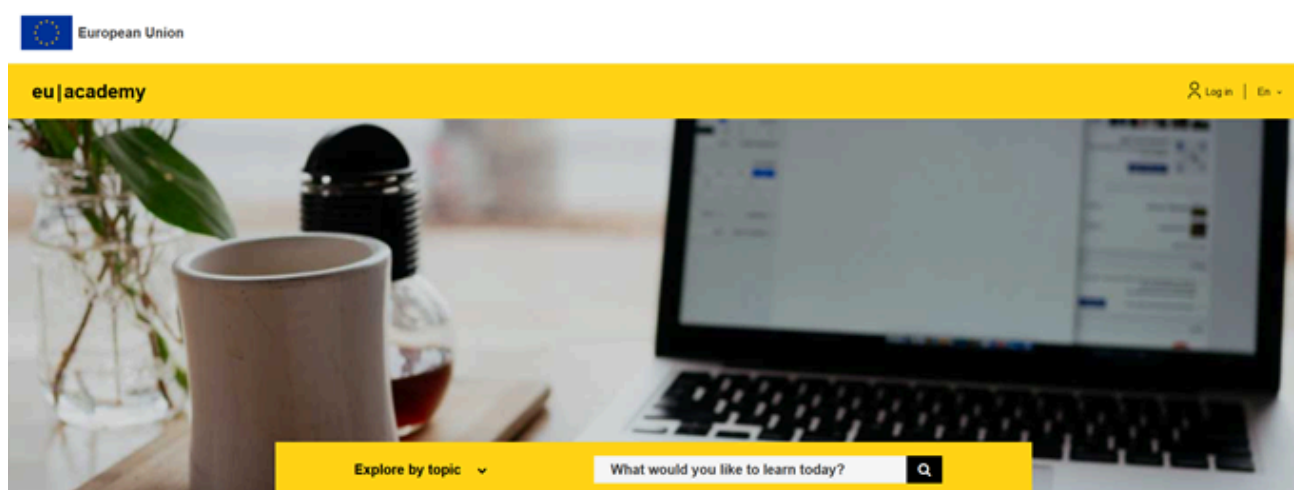 European Union
eu|academy
Log in | En
Explore by topic
What would you like to learn today?